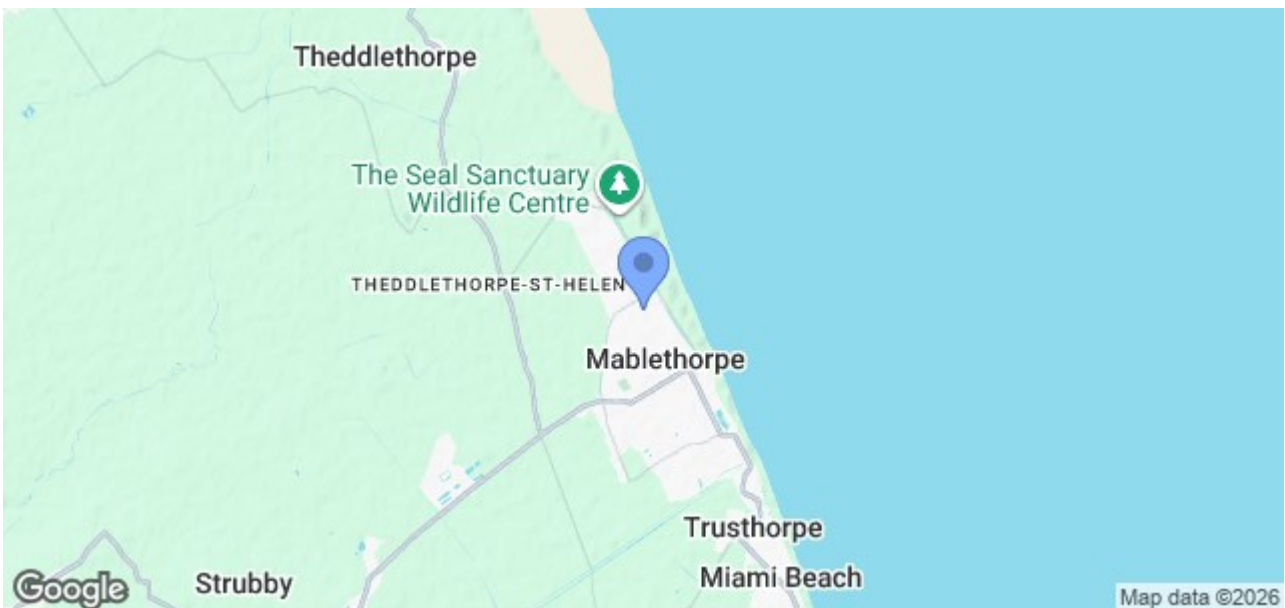 Theddlethorpe
The Seal Sanctuary
Wildlife Centre
THEDDLETHORPE-ST-HELEN
Mablethorpe
Trusthorpe
Miami Beach
Strubby
Google
Map data ©2026